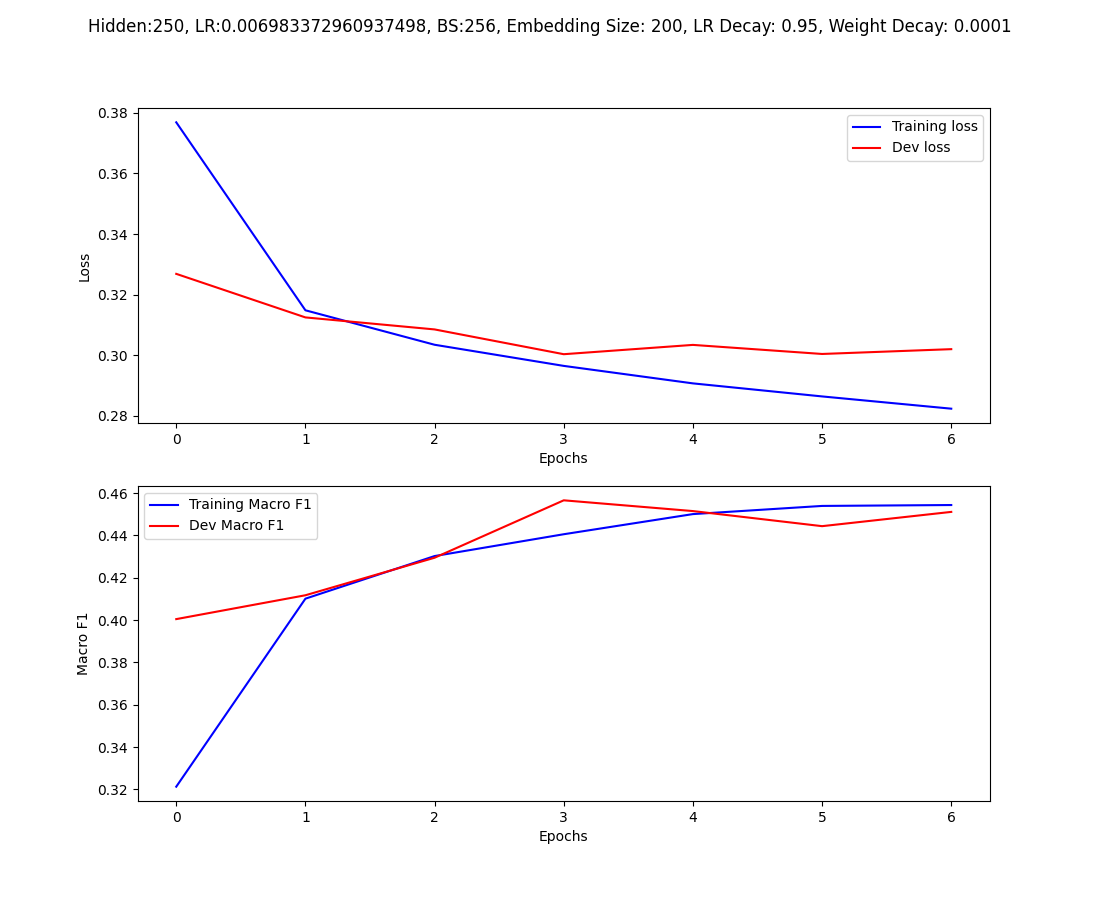 Hidden:250, LR:0.006983372960937498, BS:256, Embedding Size: 200, LR Decay: 0.95, Weight Decay: 0.0001
0.38
0.36
0.34
0.32
0.30
0.28
Loss
Training loss
Dev loss
0 1 2 3 4 5 6
Epochs
0.46
0.44
0.42
0.40
0.38
0.36
0.34
0.32
Macro F1
Training Macro F1
Dev Macro F1
0 1 2 3 4 5 6
Epochs